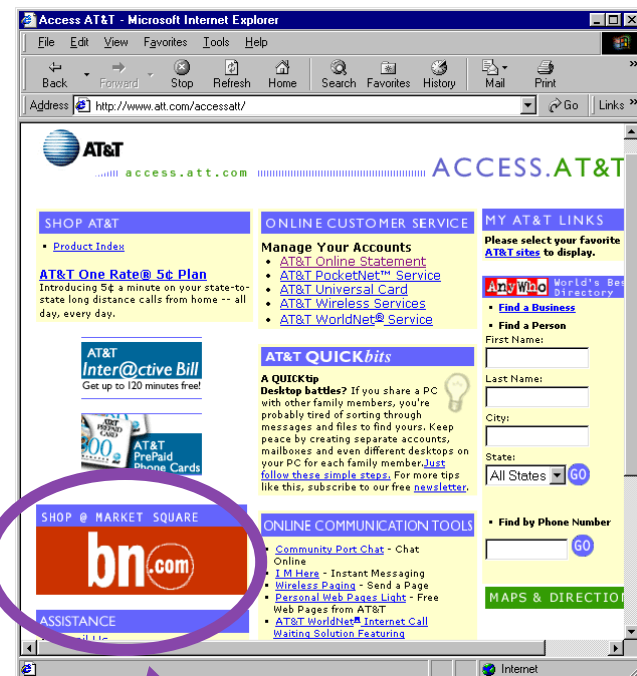 Access AT&T - Microsoft Internet Explorer
File Edit View Favorites Tools Help
Back Forward Stop Refresh Home Search Favorites History Mail Print »
Address http://www.att.com/accessatt/ Go Links »
AT&T
access.att.com
ACCESS.AT&T
SHOP AT&T
• Product Index
AT&T One Rate® 5¢ Plan
Introducing 5¢ a minute on your state-to-
state long distance calls from home -- all
day, every day.
AT&T
Inter@ctive Bill
Get up to 120 minutes free!
AT&T
PrePaid
Phone Cards
SHOP @ MARKET SQUARE
bn.com
ASSISTANCE
ONLINE CUSTOMER SERVICE
Manage Your Accounts
• AT&T Online Statement
• AT&T PocketNet™ Service
• AT&T Universal Card
• AT&T Wireless Services
• AT&T WorldNet® Service
AT&T QUICKbits
A QUICKtip
Desktop battles? If you share a PC
with other family members, you're
probably tired of sorting through
messages and files to find yours. Keep
peace by creating separate accounts,
mailboxes and even different desktops on
your PC for each family member. Just
follow these simple steps. For more tips
like this, subscribe to our free newsletter.
ONLINE COMMUNICATION TOOLS
• Community Port Chat - Chat
Online
• I M Here - Instant Messaging
• Wireless Paging - Send a Page
• Personal Web Pages Light - Free
Web Pages from AT&T
• AT&T WorldNet® Internet Call
Waiting Solution Featuring
MY AT&T LINKS
Please select your favorite
AT&T sites to display.
AnyWho World's Bes
Directory
• Find a Business
• Find a Person
First Name:
Last Name:
City:
State:
All States GO
• Find by Phone Number
GO
MAPS & DIRECTIO
Internet